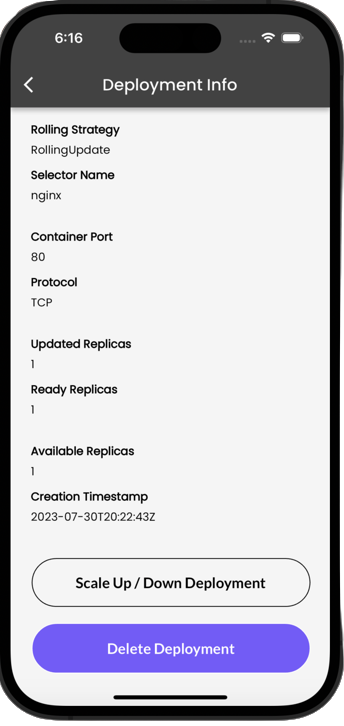 6:16
Deployment Info
Rolling Strategy
RollingUpdate
Selector Name
nginx
Container Port
80
Protocol
TCP
Updated Replicas
1
Ready Replicas
1
Available Replicas
1
Creation Timestamp
2023-07-30T20:22:43Z
Scale Up / Down Deployment
Delete Deployment